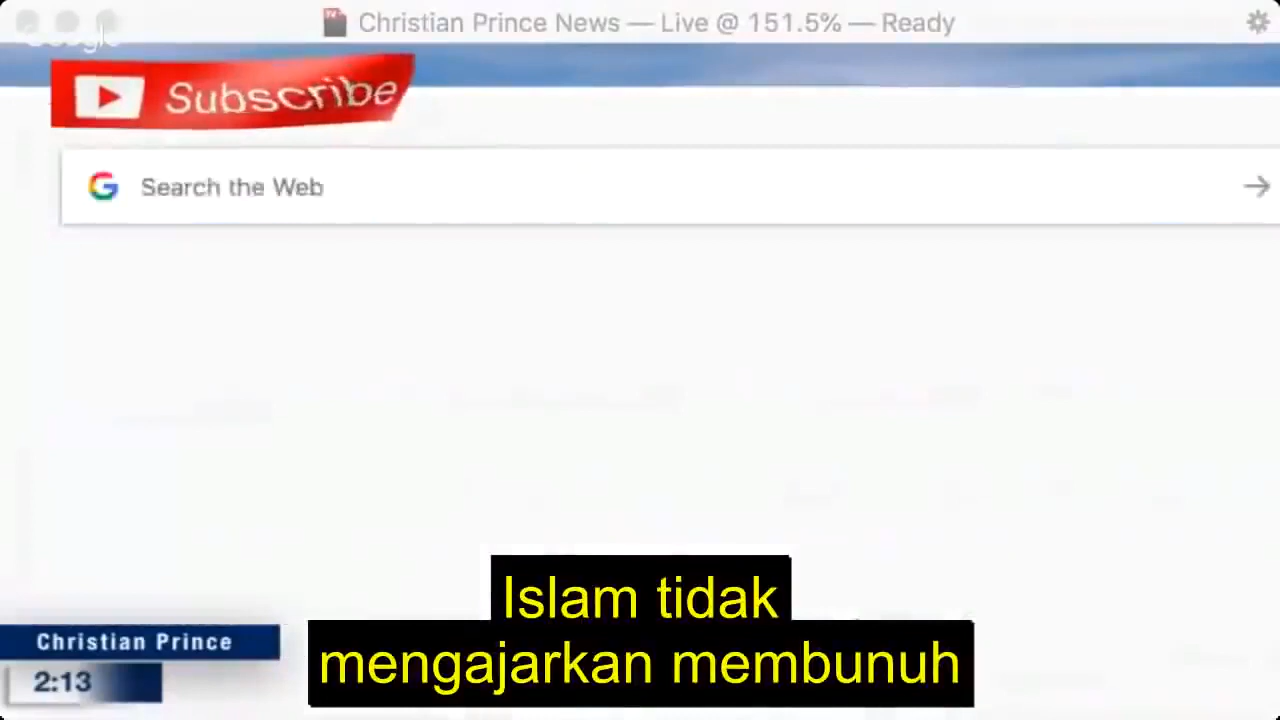 Christian Prince News — Live @ 151.5% — Ready
Google
Subscribe
Search the Web
Islam tidak
mengajarkan membunuh
Christian Prince
2:13